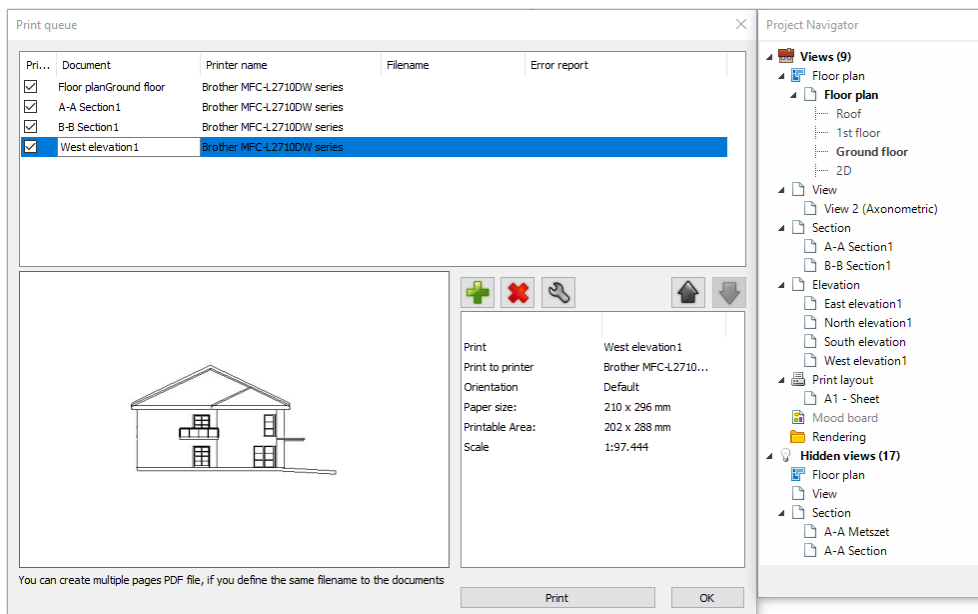 Print queue
Pri... Document Printer name Filename Error report
Floor planGround floor Brother MFC-L2710DW series
A-A Section1 Brother MFC-L2710DW series
B-B Section1 Brother MFC-L2710DW series
West elevation1 Brother MFC-L2710DW series
Print West elevation1
Print to printer Brother MFC-L2710...
Orientation Default
Paper size: 210 x 296 mm
Printable Area: 202 x 288 mm
Scale 1:97.444
You can create multiple pages PDF file, if you define the same filename to the documents
Print OK
Project Navigator
Views (9)
Floor plan
Floor plan
Roof
1st floor
Ground floor
2D
View
View 2 (Axonometric)
Section
A-A Section1
B-B Section1
Elevation
East elevation1
North elevation1
South elevation
West elevation1
Print layout
A1 - Sheet
Mood board
Rendering
Hidden views (17)
Floor plan
View
Section
A-A Metszet
A-A Section